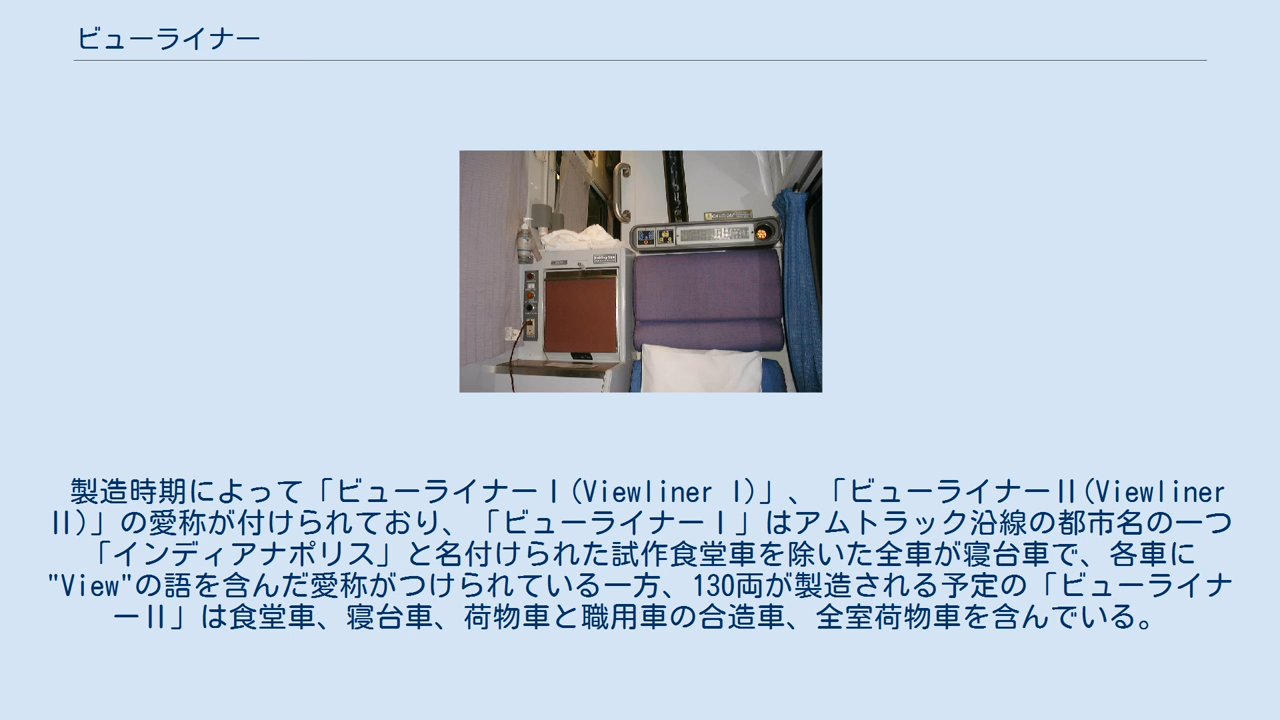 ビューライナー
製造時期によって「ビューライナーⅠ(Viewliner I)」、「ビューライナーⅡ(Viewliner
II)」の愛称が付けられており、「ビューライナーⅠ」はアムトラック沿線の都市名の一つ
「インディアナポリス」と名付けられた試作食堂車を除いた全車が寝台車で、各車に
"View"の語を含んだ愛称がつけられている一方、130両が製造される予定の「ビューライナ
ーⅡ」は食堂車、寝台車、荷物車と職用車の合造車、全室荷物車を含んでいる。